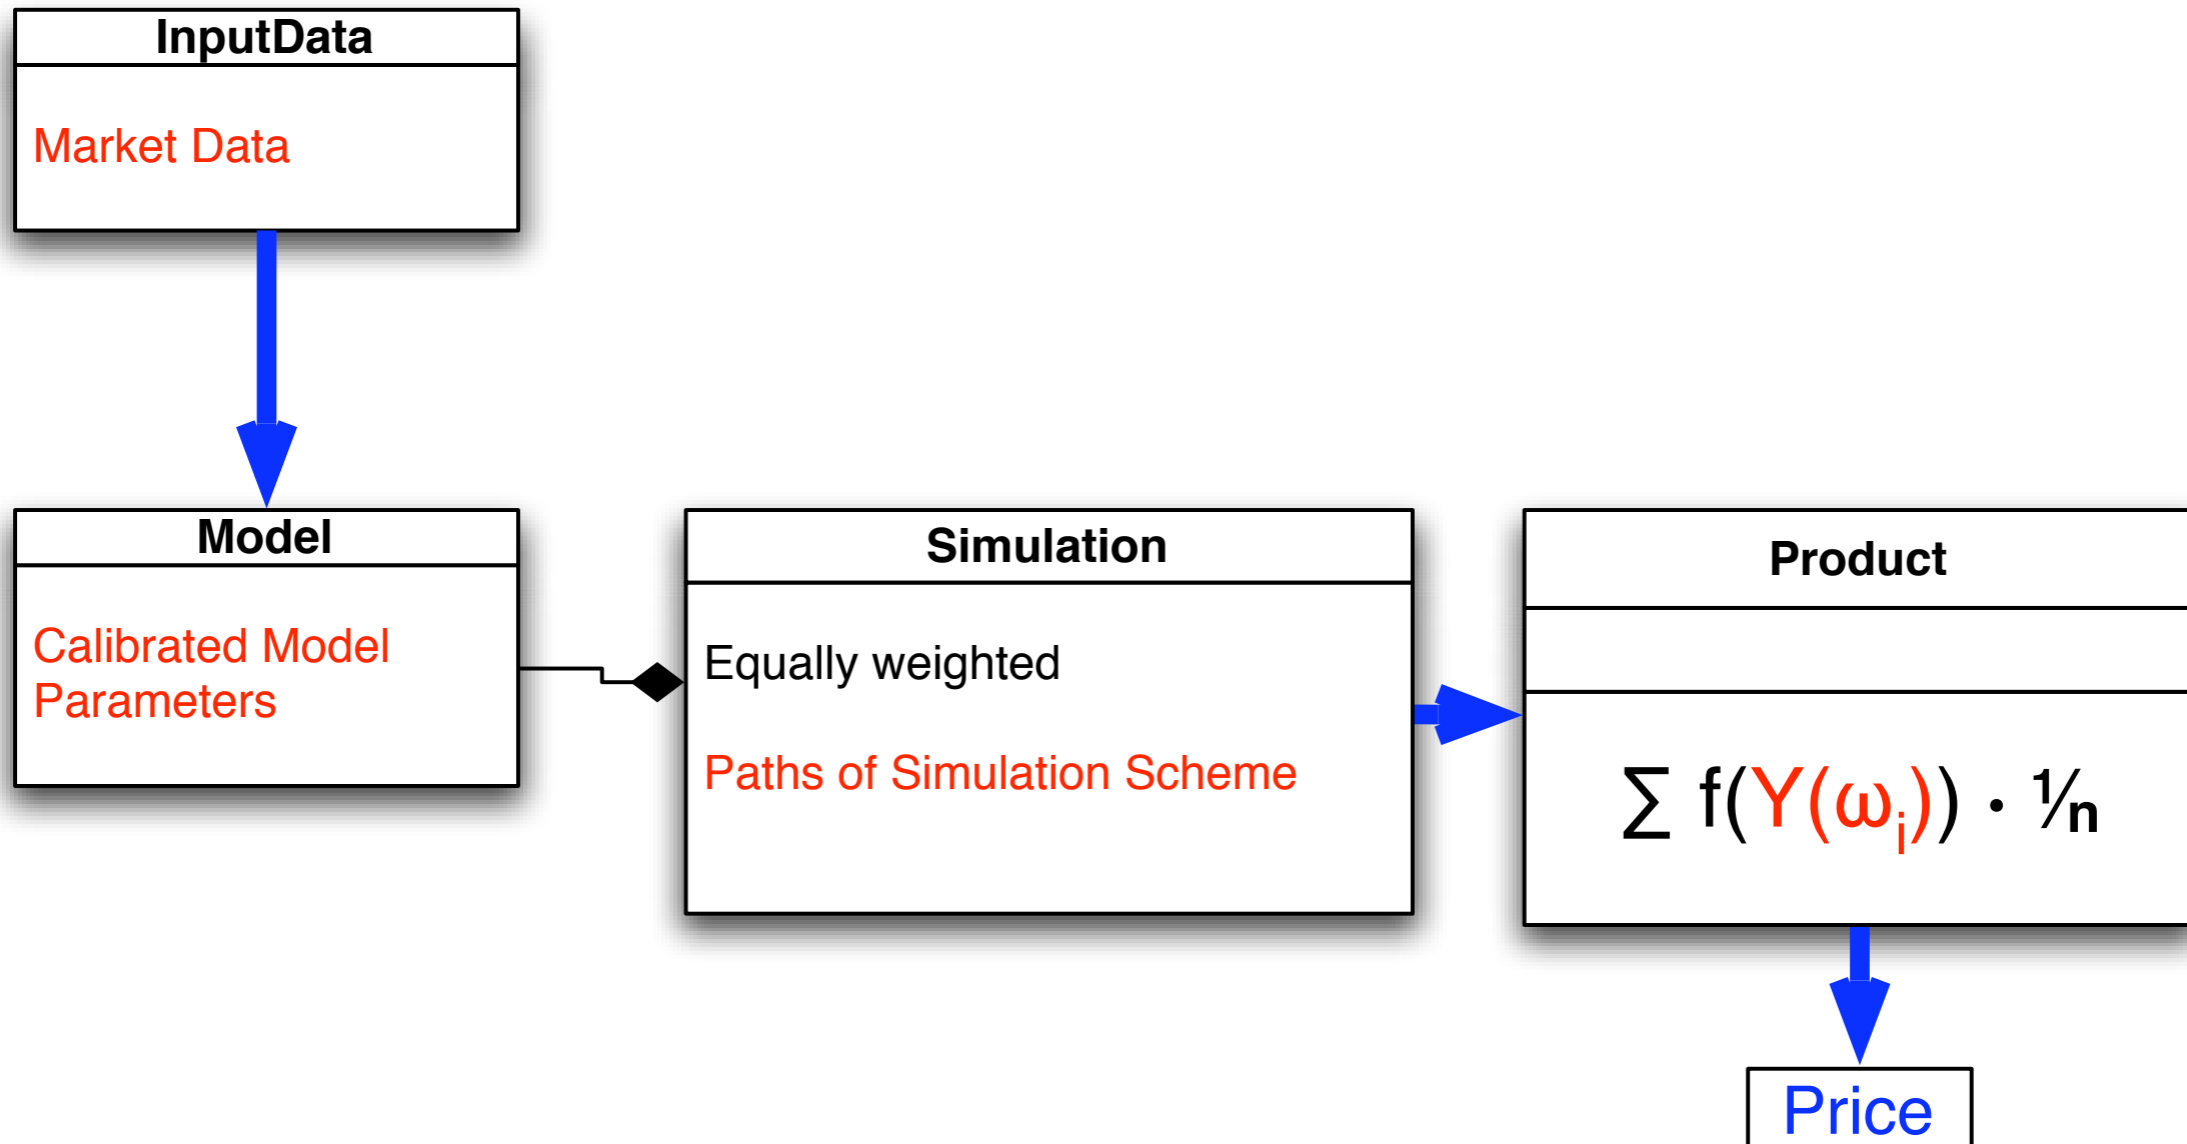 InputData
Market Data
Model
Calibrated Model
Parameters
Simulation
Equally weighted
Paths of Simulation Scheme
Product
∑ f(Y(ωᵢ)) · ¹⁄n
Price